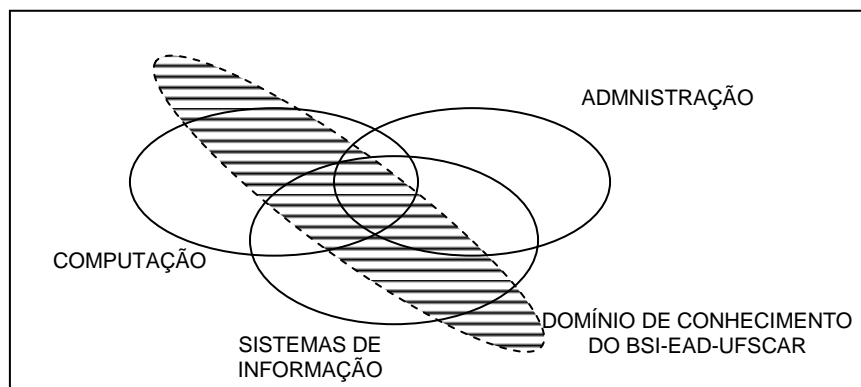 ADMNISTRAÇÃO
COMPUTAÇÃO
SISTEMAS DE
INFORMAÇÃO
DOMÍNIO DE CONHECIMENTO
DO BSI-EAD-UFSCAR